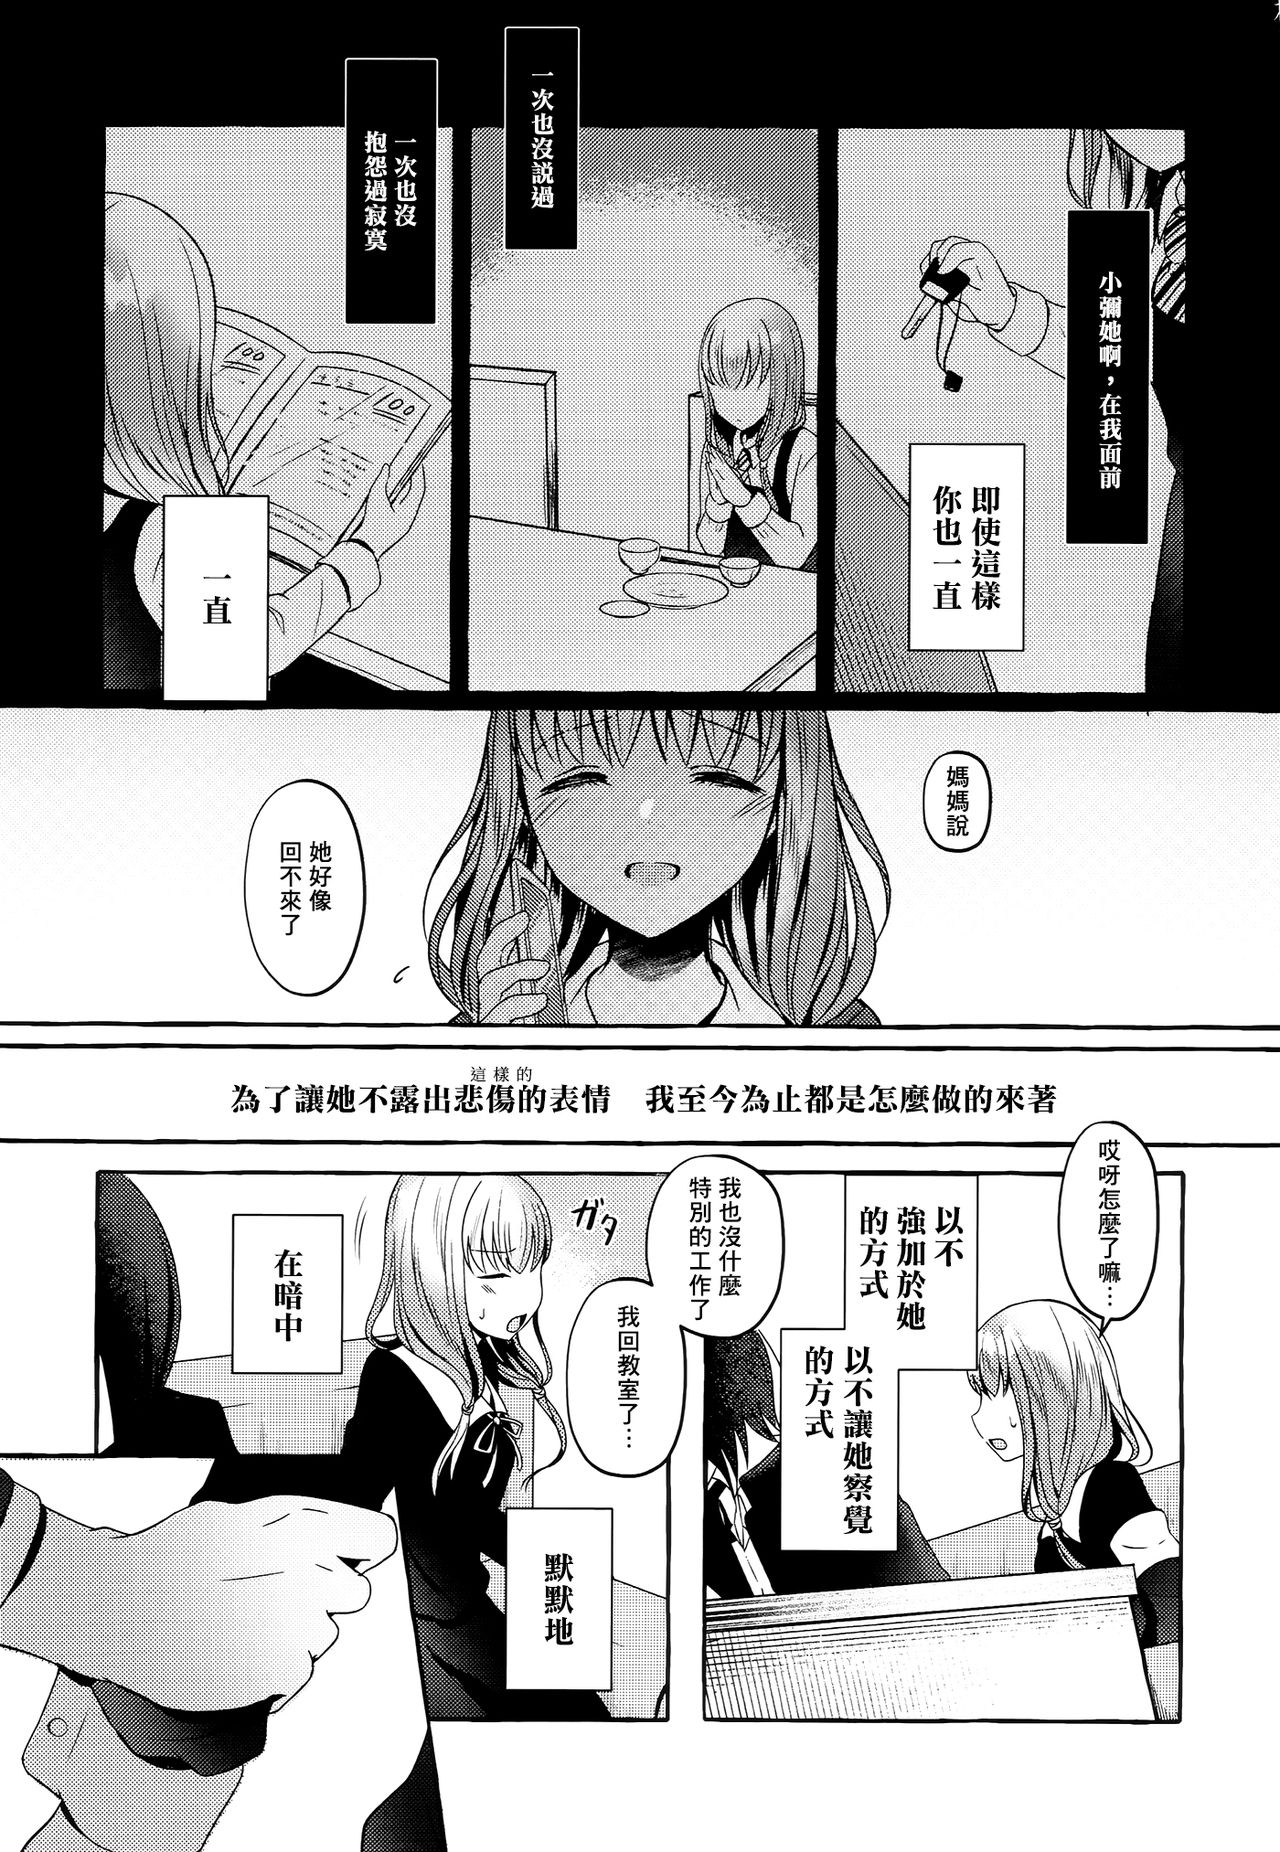 小彌她啊，在我面前
即使這樣
你也一直
一次也沒説過
一次也沒
抱怨過寂寞
100
100
一直
媽媽說
她好像
回不來了
這樣的
為了讓她不露出悲傷的表情　我至今為止都是怎麼做的來著
哎呀怎麼了嘛…
以不
強加於她
的方式
以不讓她察覺
的方式
我也沒什麼
特別的工作了
我回教室了…
ガタ
在暗中
默默地